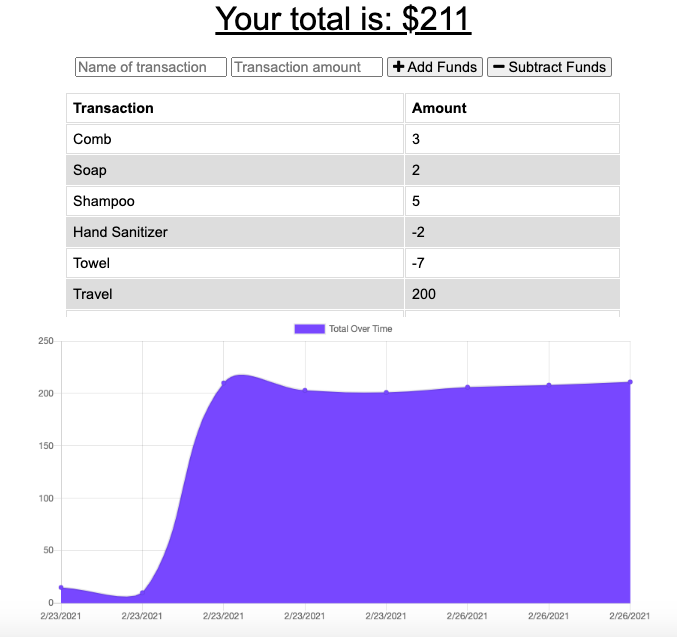 Your total is: $211
Name of transaction Transaction amount + Add Funds − Subtract Funds
Transaction Amount
Comb 3
Soap 2
Shampoo 5
Hand Sanitizer -2
Towel -7
Travel 200
Total Over Time
250
200
150
100
50
0
2/23/2021 2/23/2021 2/23/2021 2/23/2021 2/23/2021 2/26/2021 2/26/2021 2/26/2021